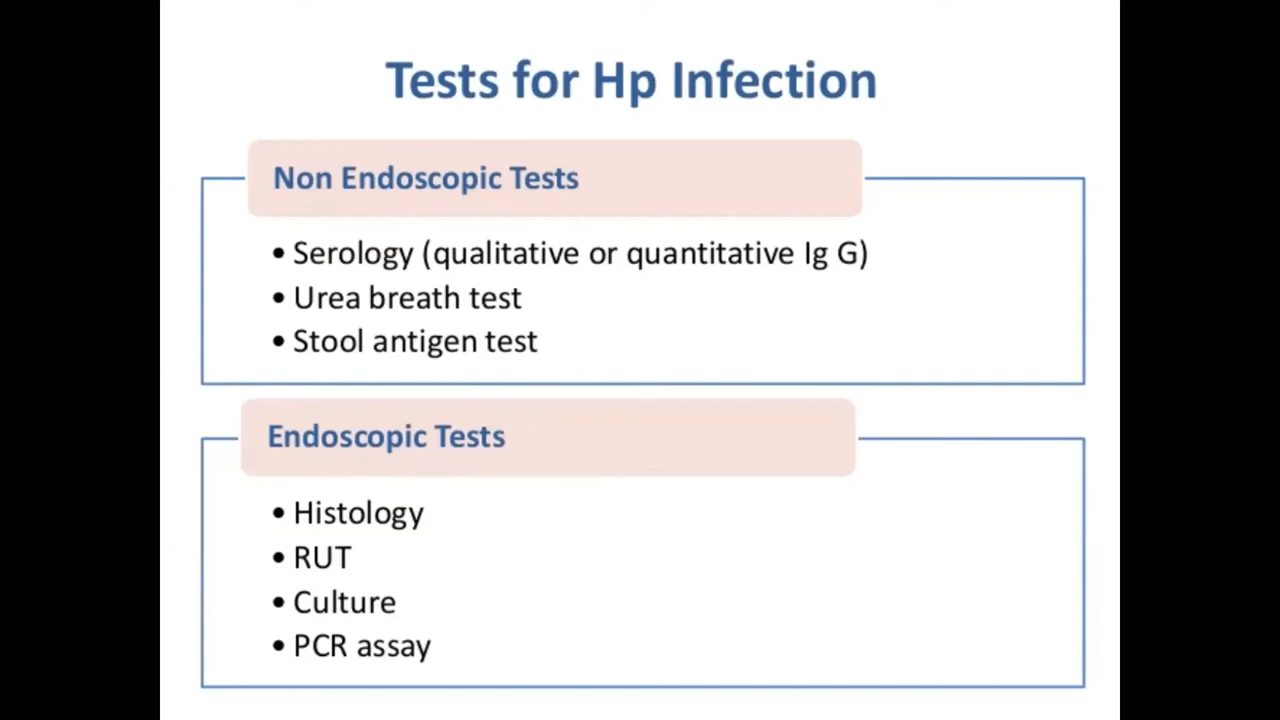 Tests for Hp Infection
Non Endoscopic Tests
• Serology (qualitative or quantitative Ig G)
• Urea breath test
• Stool antigen test
Endoscopic Tests
• Histology
• RUT
• Culture
• PCR assay